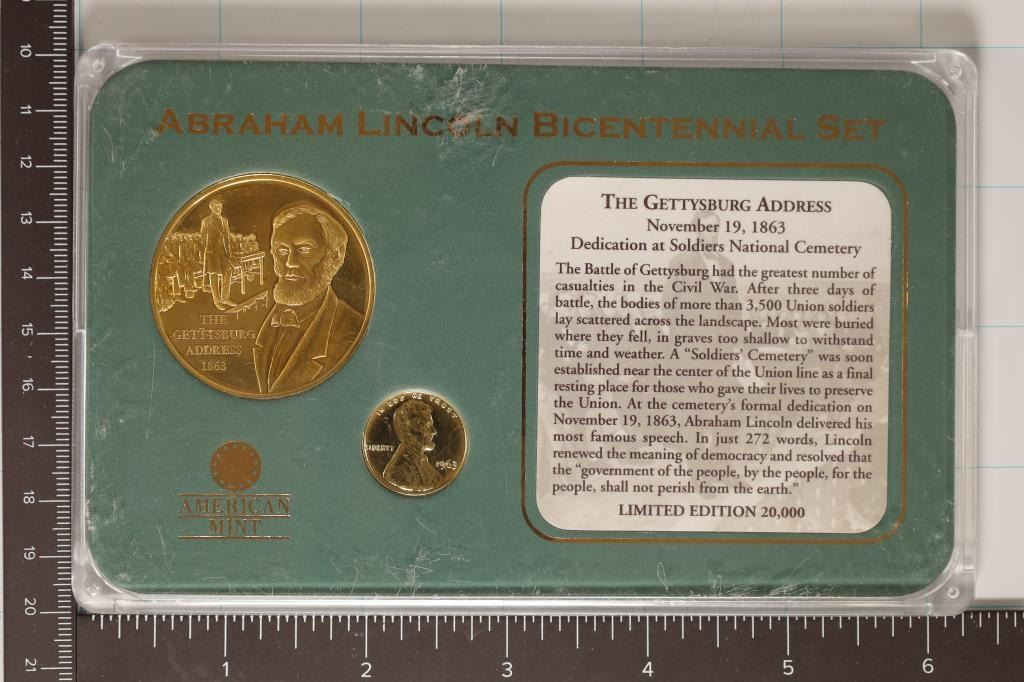 ABRAHAM LINCOLN BICENTENNIAL SET
THE
GETTYSBURG
ADDRESS
1863
IN GOD WE TRUST
LIBERTY
1963
AMERICAN
MINT
THE GETTYSBURG ADDRESS
November 19, 1863
Dedication at Soldiers National Cemetery
The Battle of Gettysburg had the greatest number of
casualties in the Civil War. After three days of
battle, the bodies of more than 3,500 Union soldiers
lay scattered across the landscape. Most were buried
where they fell, in graves too shallow to withstand
time and weather. A “Soldiers’ Cemetery” was soon
established near the center of the Union line as a final
resting place for those who gave their lives to preserve
the Union. At the cemetery’s formal dedication on
November 19, 1863, Abraham Lincoln delivered his
most famous speech. In just 272 words, Lincoln
renewed the meaning of democracy and resolved that
the “government of the people, by the people, for the
people, shall not perish from the earth.”
LIMITED EDITION 20,000
10
11
12
13
14
15
16
17
18
19
20
21
1 2 3 4 5 6